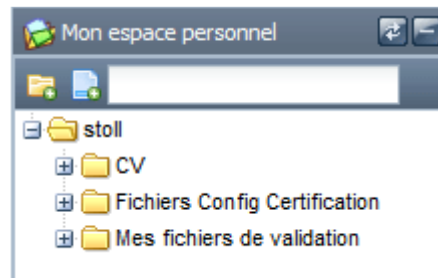 Mon espace personnel
stoll
CV
Fichiers Config Certification
Mes fichiers de validation